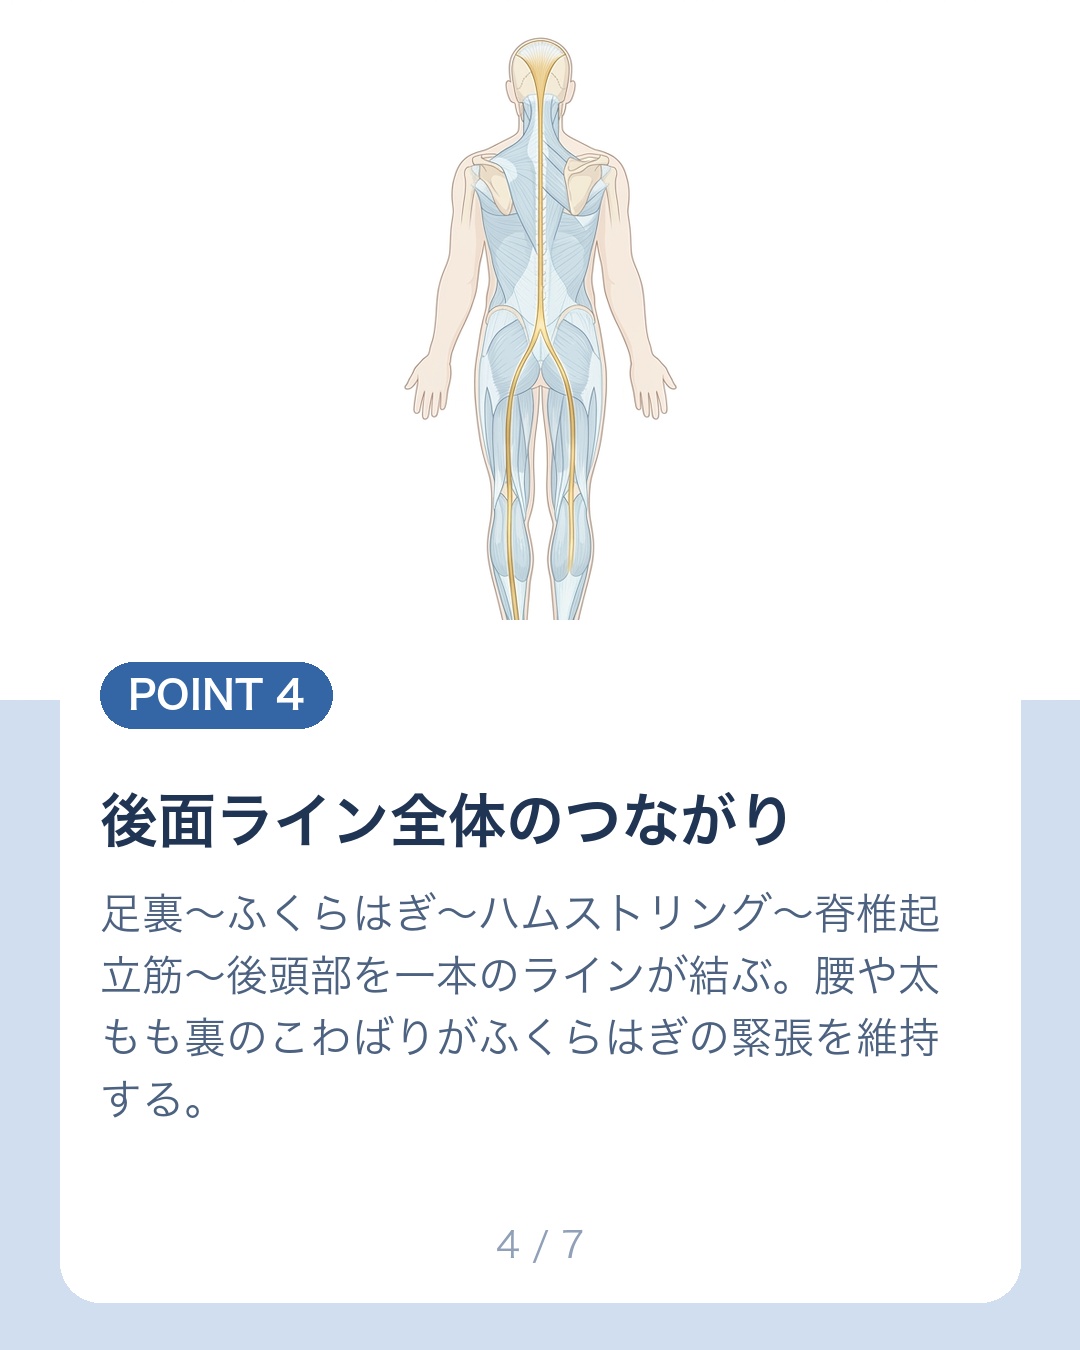 POINT 4
後面ライン全体のつながり
足裏〜ふくらはぎ〜ハムストリング〜脊椎起
立筋〜後頭部を一本のラインが結ぶ。腰や太
もも裏のこわばりがふくらはぎの緊張を維持
する。
4 / 7